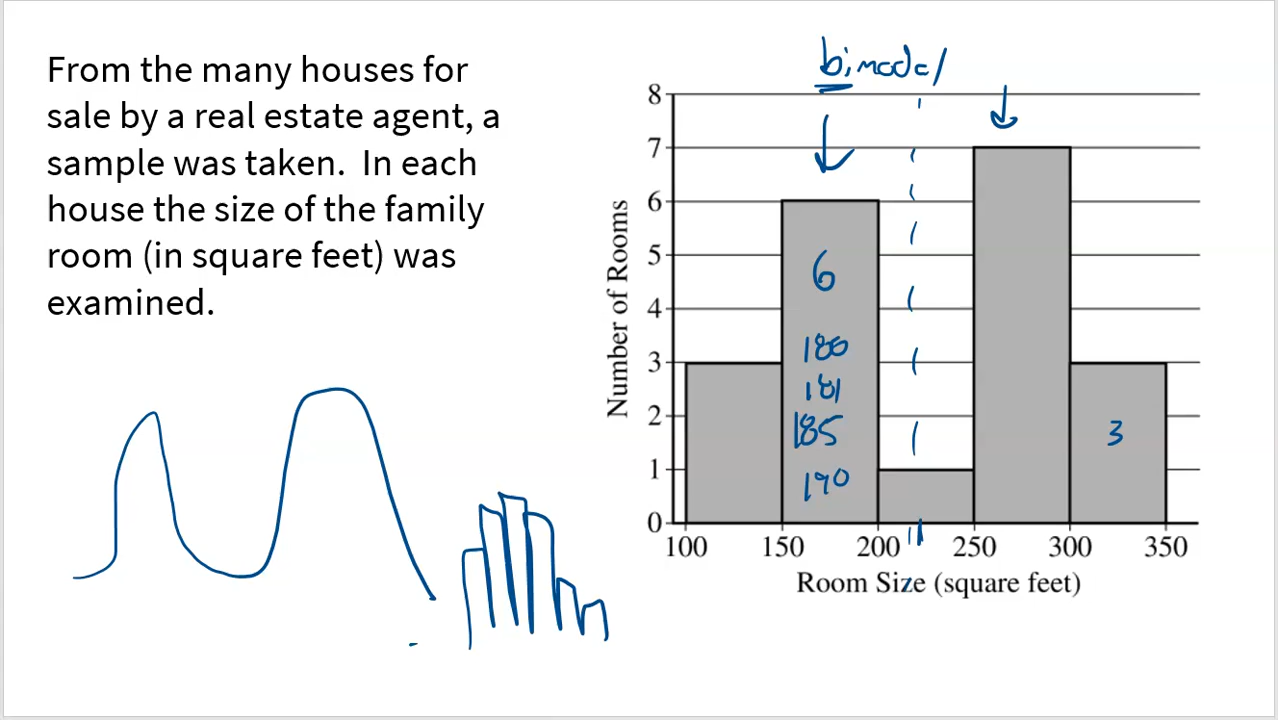 From the many houses for
sale by a real estate agent, a
sample was taken. In each
house the size of the family
room (in square feet) was
examined.
bimodal
8
7
6
5
4
3
2
1
0
Number of Rooms
6
180
181
185
190
3
100 150 200 250 300 350
Room Size (square feet)